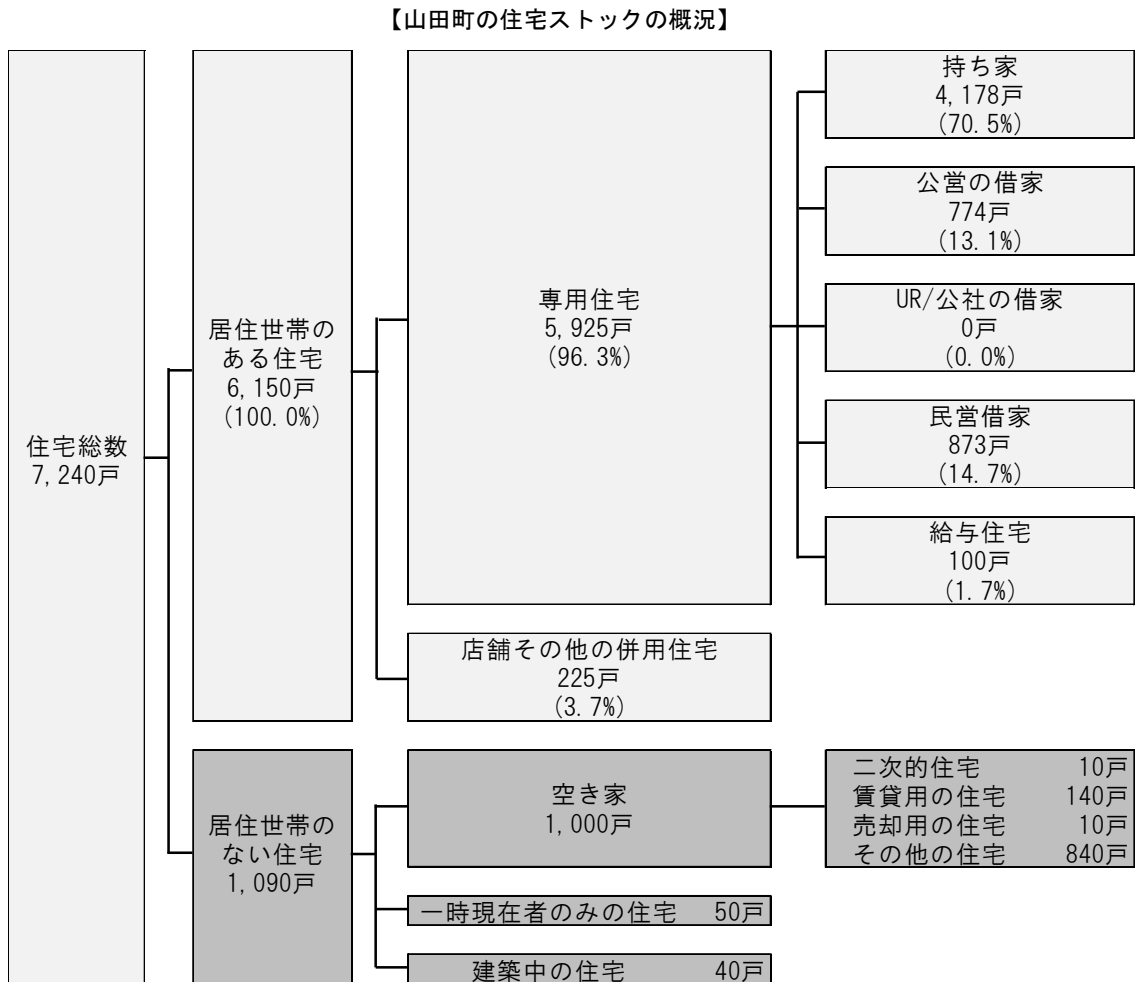 【山田町の住宅ストックの概況】
住宅総数
7,240戸
居住世帯の
ある住宅
6,150戸
(100.0%)
専用住宅
5,925戸
(96.3%)
持ち家
4,178戸
(70.5%)
公営の借家
774戸
(13.1%)
UR/公社の借家
0戸
(0.0%)
民営借家
873戸
(14.7%)
給与住宅
100戸
(1.7%)
店舗その他の併用住宅
225戸
(3.7%)
居住世帯の
ない住宅
1,090戸
空き家
1,000戸
二次的住宅 10戸
賃貸用の住宅 140戸
売却用の住宅 10戸
その他の住宅 840戸
一時現在者のみの住宅 50戸
建築中の住宅 40戸